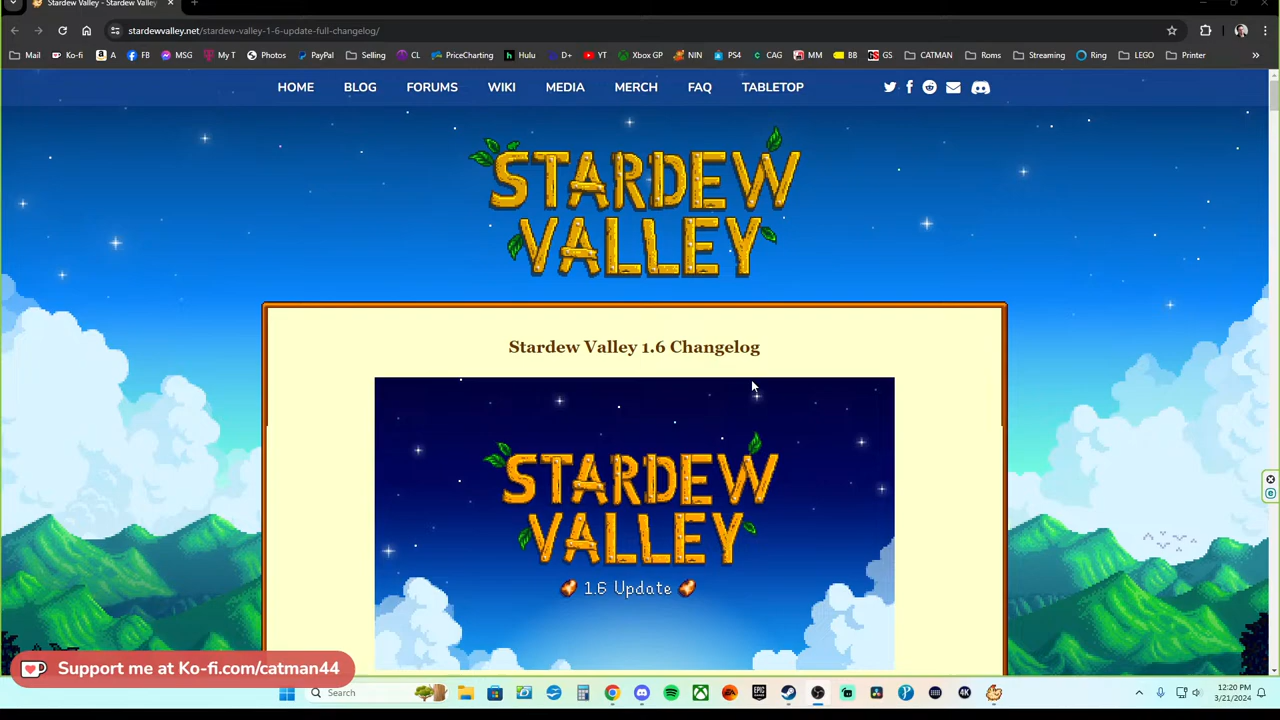 Stardew Valley - Stardew Valley
stardewvalley.net/stardew-valley-1-6-update-full-changelog/
Mail Ko-fi A FB MSG My T Photos PayPal Selling CL PriceCharting Hulu D+ YT Xbox GP NIN PS4 CAG MM BB GS CATMAN Roms Streaming Ring LEGO Printer
HOME BLOG FORUMS WIKI MEDIA MERCH FAQ TABLETOP
STARDEW
VALLEY
Stardew Valley 1.6 Changelog
STARDEW
VALLEY
1.6 Update
Support me at Ko-fi.com/catman44
Search
EPIC
4K
12:20 PM
3/21/2024